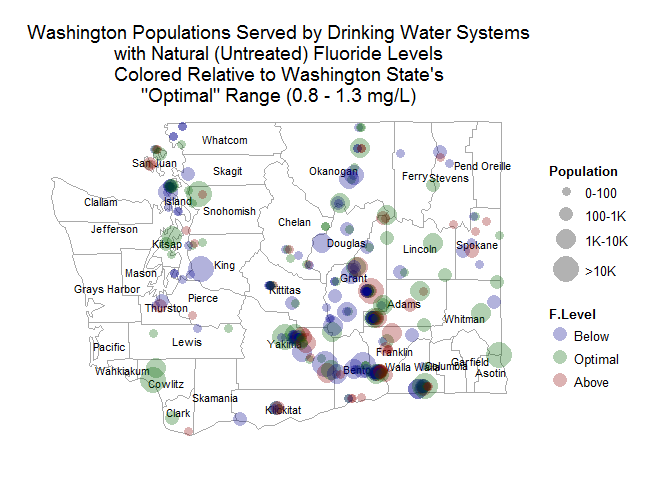 Washington Populations Served by Drinking Water Systems
with Natural (Untreated) Fluoride Levels
Colored Relative to Washington State's
"Optimal" Range (0.8 - 1.3 mg/L)
Whatcom
San Juan
Skagit
Okanogan
Ferry
Stevens
Pend Oreille
Clallam
Island
Snohomish
Jefferson
Chelan
Kitsap
Douglas
Lincoln
Spokane
Mason
King
Grant
Grays Harbor
Kittitas
Pierce
Thurston
Adams
Whitman
Pacific
Lewis
Yakima
Franklin
Garfield
Wahkiakum
Benton
Walla Walla
Columbia
Asotin
Cowlitz
Skamania
Clark
Klickitat
Population
0-100
100-1K
1K-10K
>10K
F.Level
Below
Optimal
Above